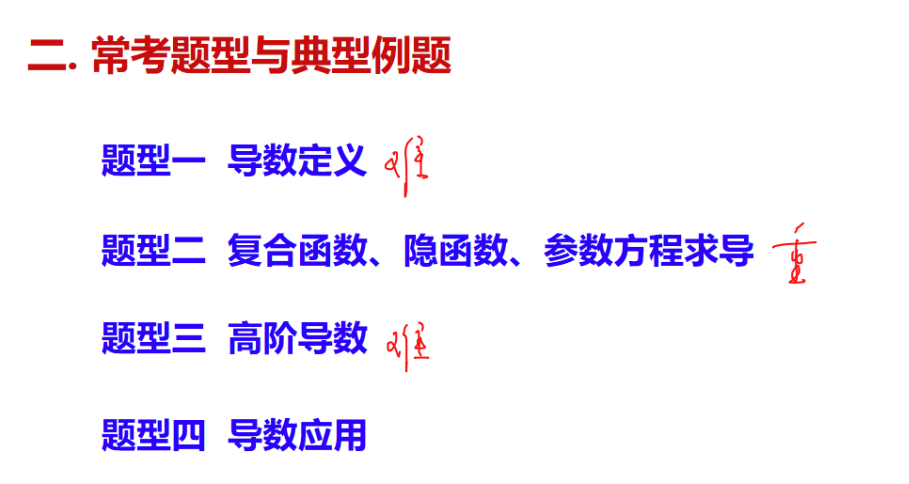 二. 常考题型与典型例题
题型一 导数定义 难
题型二 复合函数、隐函数、参数方程求导 重
题型三 高阶导数 难
题型四 导数应用